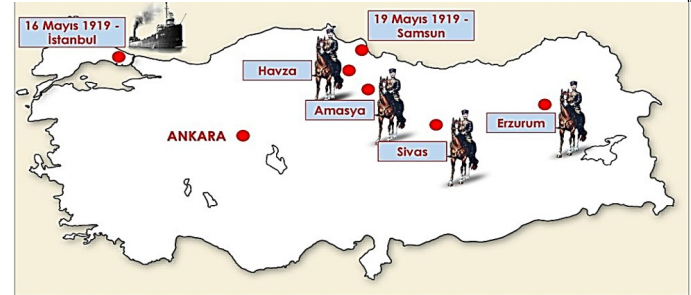 16 Mayıs 1919 -
İstanbul
19 Mayıs 1919 -
Samsun
Havza
Amasya
Erzurum
ANKARA
Sivas